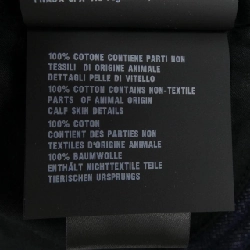 100% COTONE CONTIENE PARTI NON
TESSILI DI ORIGINE ANIMALE
DETTAGLI PELLE DI VITELLO
100% COTTON CONTAINS NON-TEXTILE
PARTS OF ANIMAL ORIGIN
CALF SKIN DETAILS
100% COTON
CONTIENT DES PARTIES NON
TEXTILES D'ORIGINE ANIMALE
100% BAUMWOLLE
ENTHÄLT NICHTTEXTILE TEILE
TIERISCHEN URSPRUNGS